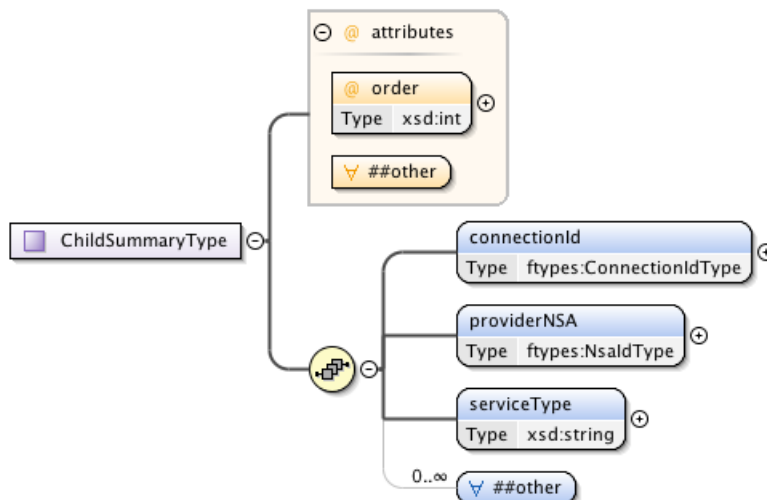 @ attributes
@ order
Type xsd:int
∀ ##other
ChildSummaryType
connectionId
Type ftypes:ConnectionIdType
providerNSA
Type ftypes:NsaIdType
serviceType
Type xsd:string
0..∞
∀ ##other